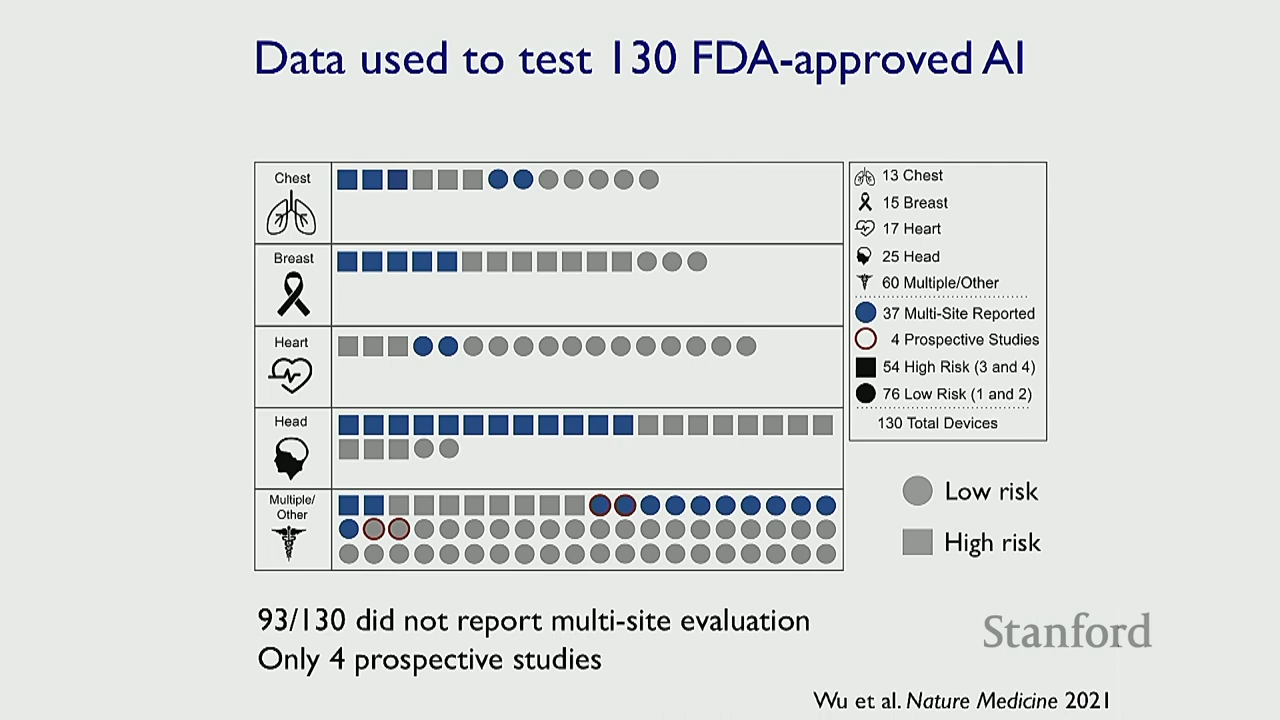 Data used to test 130 FDA-approved AI
Chest
Breast
Heart
Head
Multiple/
Other
13 Chest
15 Breast
17 Heart
25 Head
60 Multiple/Other
37 Multi-Site Reported
4 Prospective Studies
54 High Risk (3 and 4)
76 Low Risk (1 and 2)
130 Total Devices
Low risk
High risk
93/130 did not report multi-site evaluation
Only 4 prospective studies
Stanford
Wu et al. Nature Medicine 2021